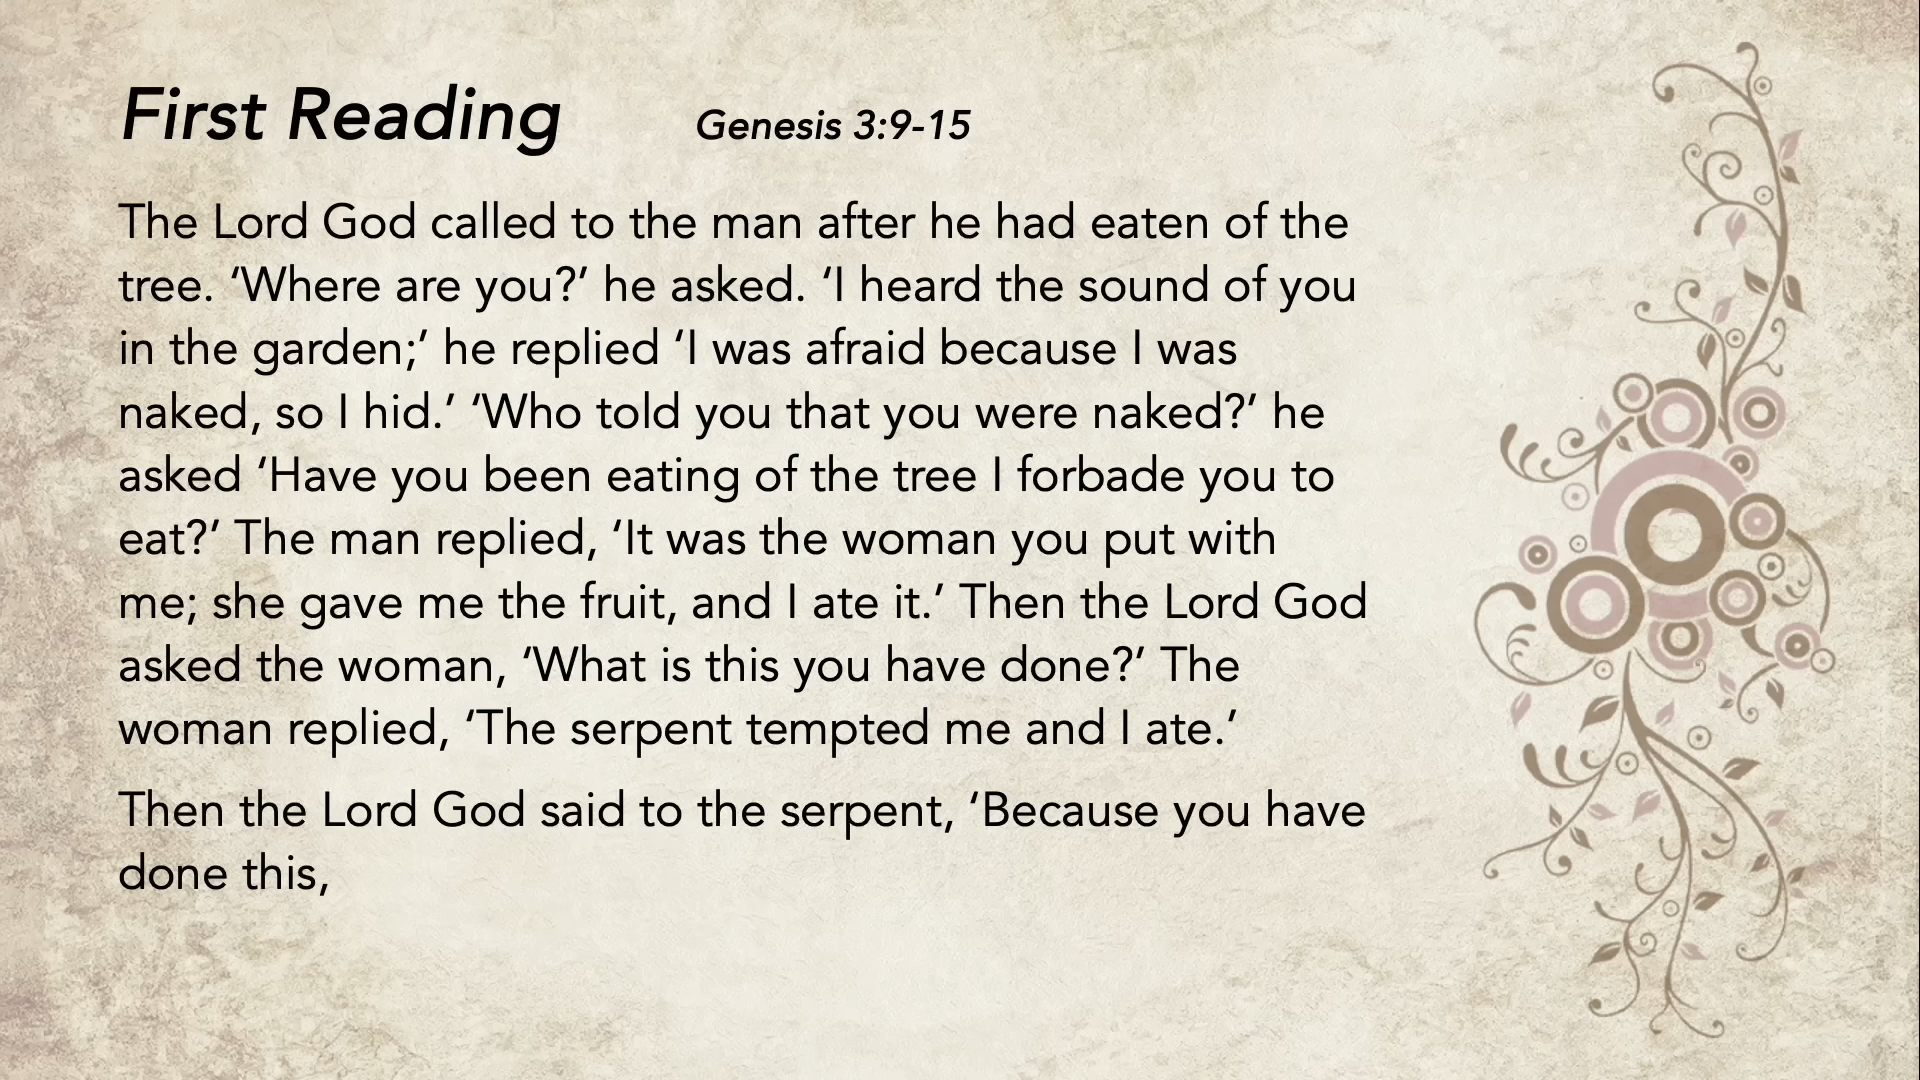 First Reading Genesis 3:9-15
The Lord God called to the man after he had eaten of the
tree. ‘Where are you?’ he asked. ‘I heard the sound of you
in the garden;’ he replied ‘I was afraid because I was
naked, so I hid.’ ‘Who told you that you were naked?’ he
asked ‘Have you been eating of the tree I forbade you to
eat?’ The man replied, ‘It was the woman you put with
me; she gave me the fruit, and I ate it.’ Then the Lord God
asked the woman, ‘What is this you have done?’ The
woman replied, ‘The serpent tempted me and I ate.’
Then the Lord God said to the serpent, ‘Because you have
done this,